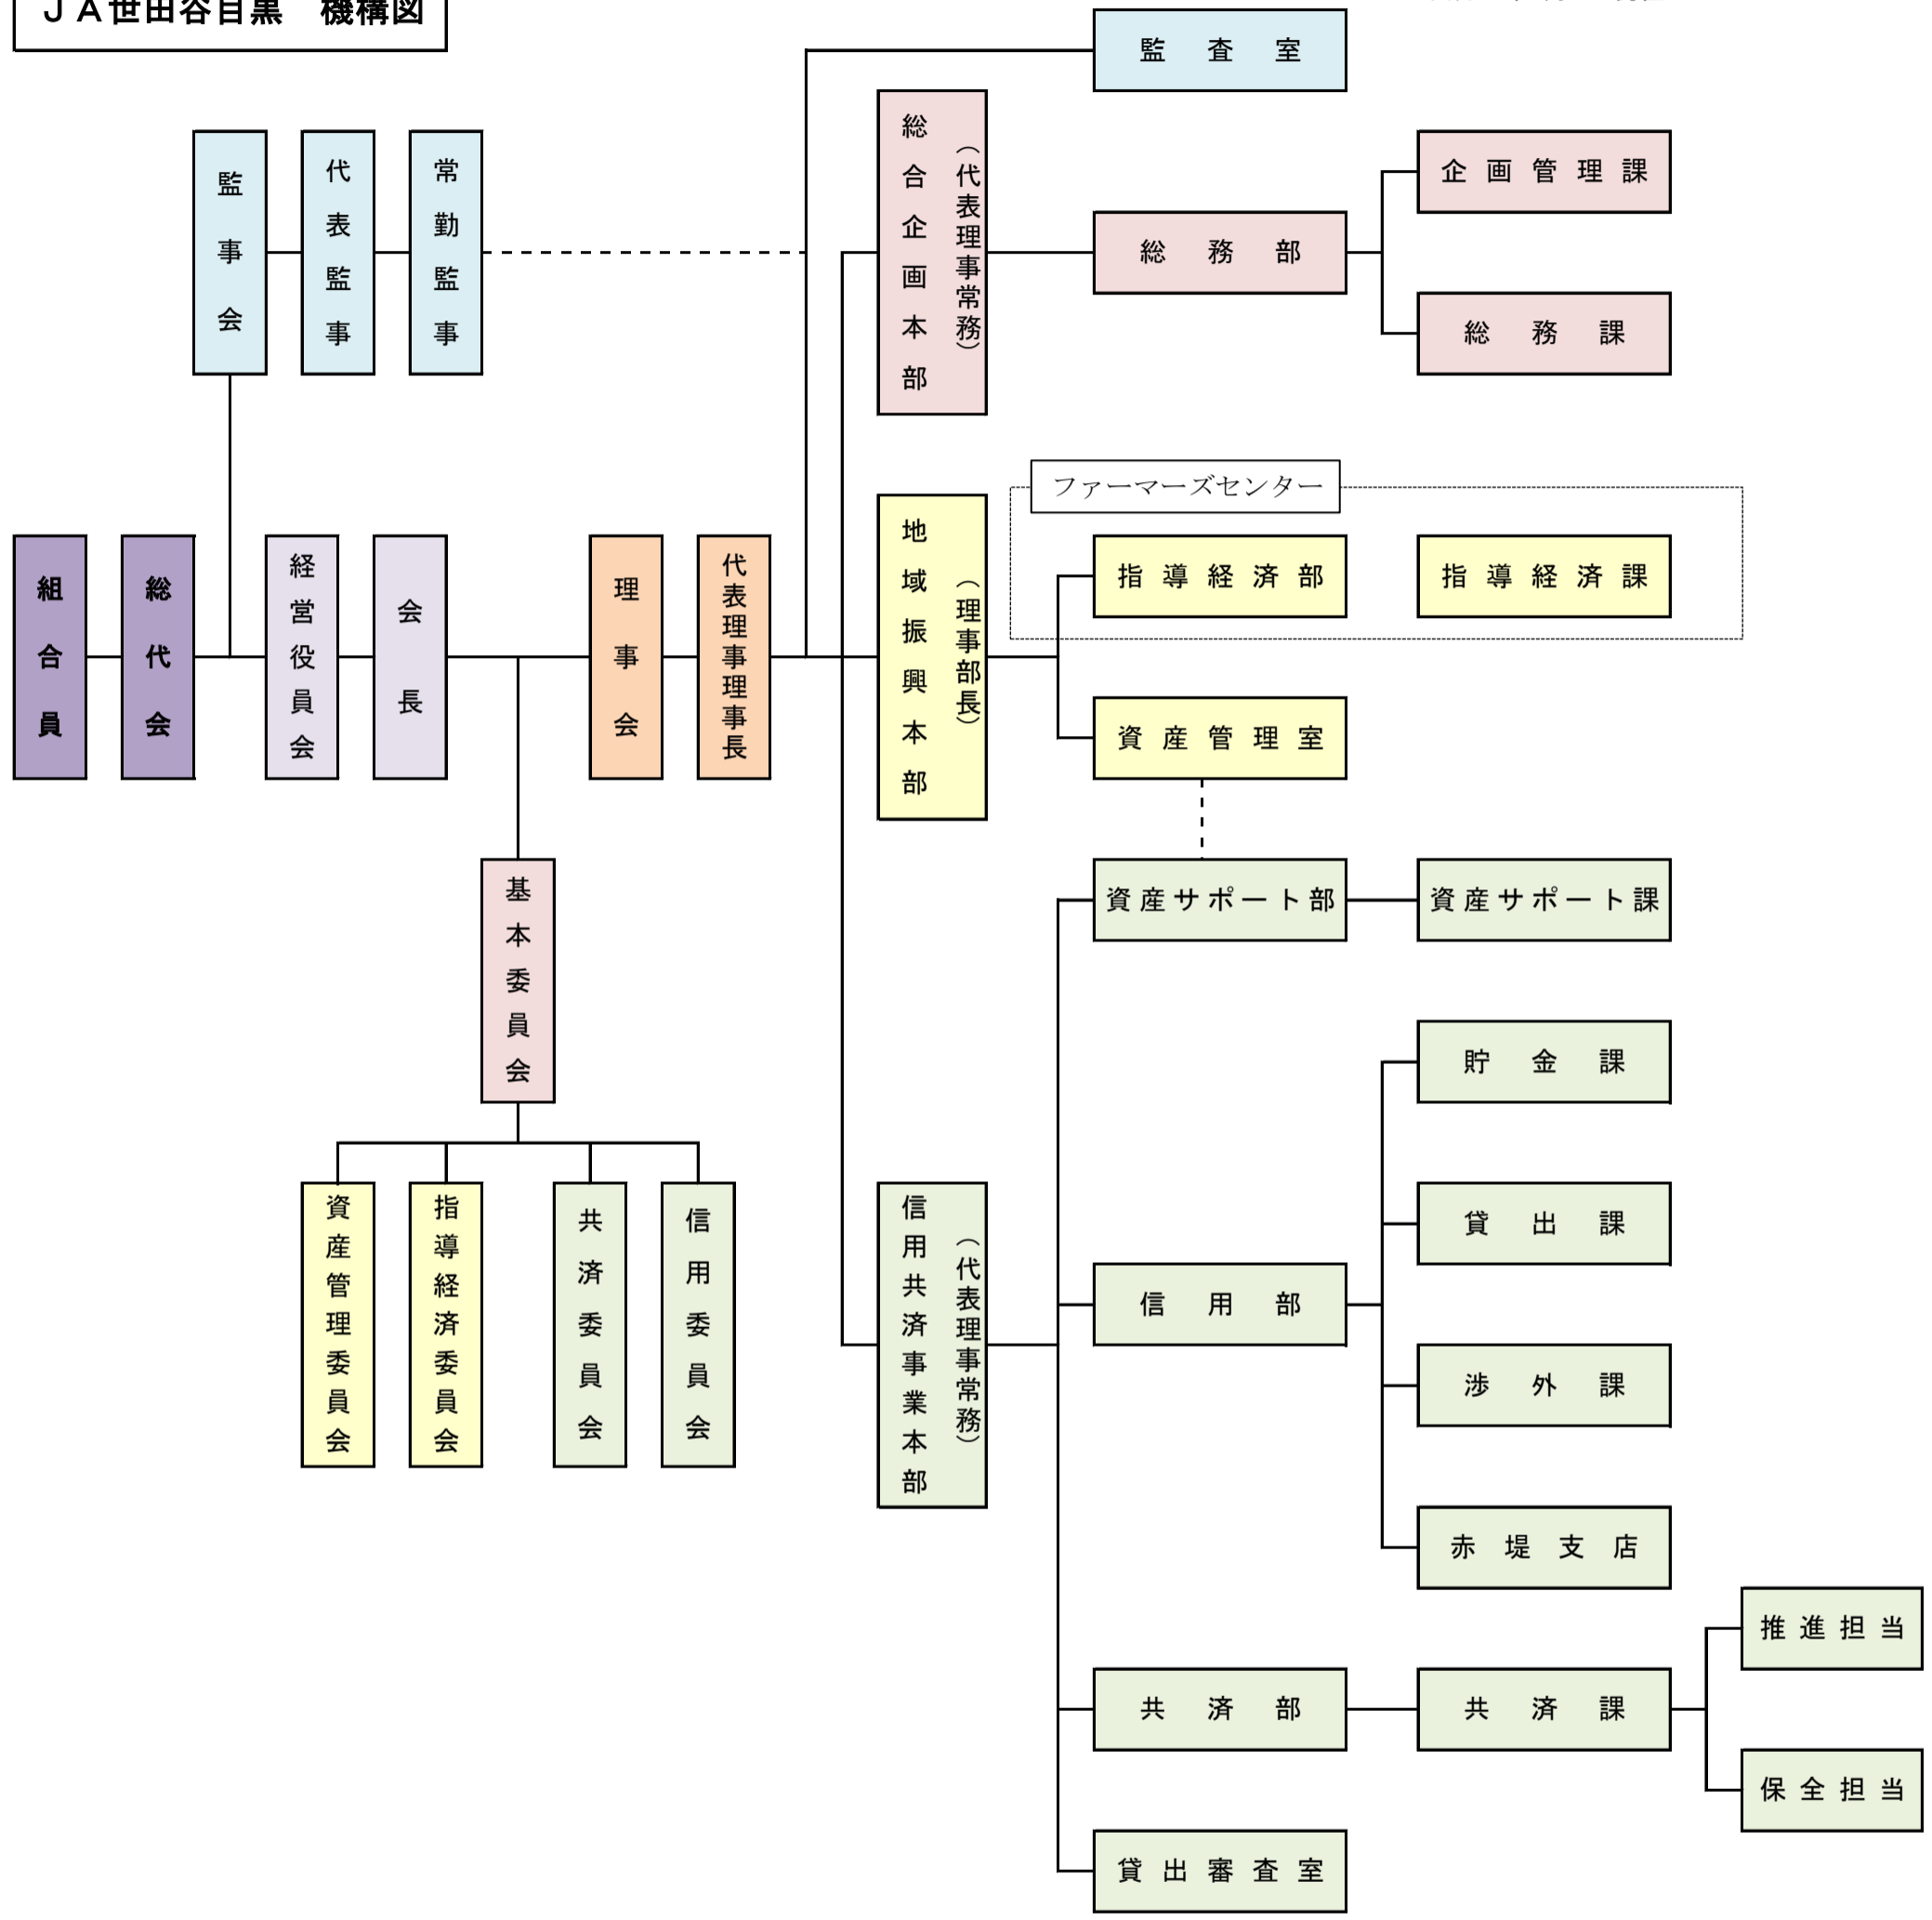 ＪＡ世田谷目黒　機構図
監査室
総合企画本部
（代表理事常務）
監事会
代表監事
常勤監事
企画管理課
総務部
総務課
ファーマーズセンター
地域振興本部
（理事部長）
指導経済部
指導経済課
組合員
総代会
経営役員会
会長
理事会
代表理事理事長
資産管理室
資産サポート部
資産サポート課
基本委員会
貯金課
資産管理委員会
指導経済委員会
共済委員会
信用委員会
信用共済事業本部
（代表理事常務）
貸出課
信用部
渉外課
赤堤支店
推進担当
共済部
共済課
保全担当
貸出審査室